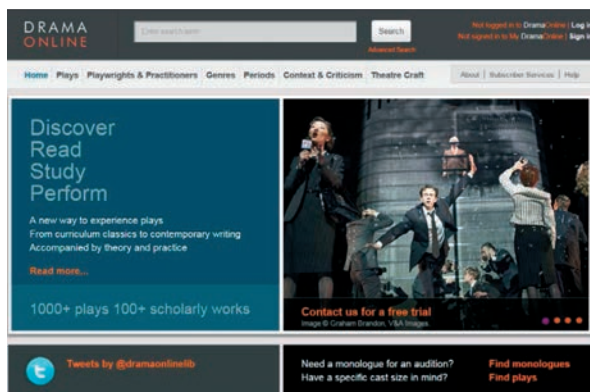 DRAMA
ONLINE
Enter search term
Search
Advanced Search
Not logged in to DramaOnline | Log in
Not signed in to My DramaOnline | Sign in
Home Plays Playwrights & Practitioners Genres Periods Context & Criticism Theatre Craft
About | Subscriber Services | Help
Discover
Read
Study
Perform
A new way to experience plays
From curriculum classics to contemporary writing
Accompanied by theory and practice
Read more...
1000+ plays 100+ scholarly works
Contact us for a free trial
Image © Graham Brandon, V&A Images
Tweets by @dramaonlinelib
Need a monologue for an audition?
Have a specific cast size in mind?
Find monologues
Find plays